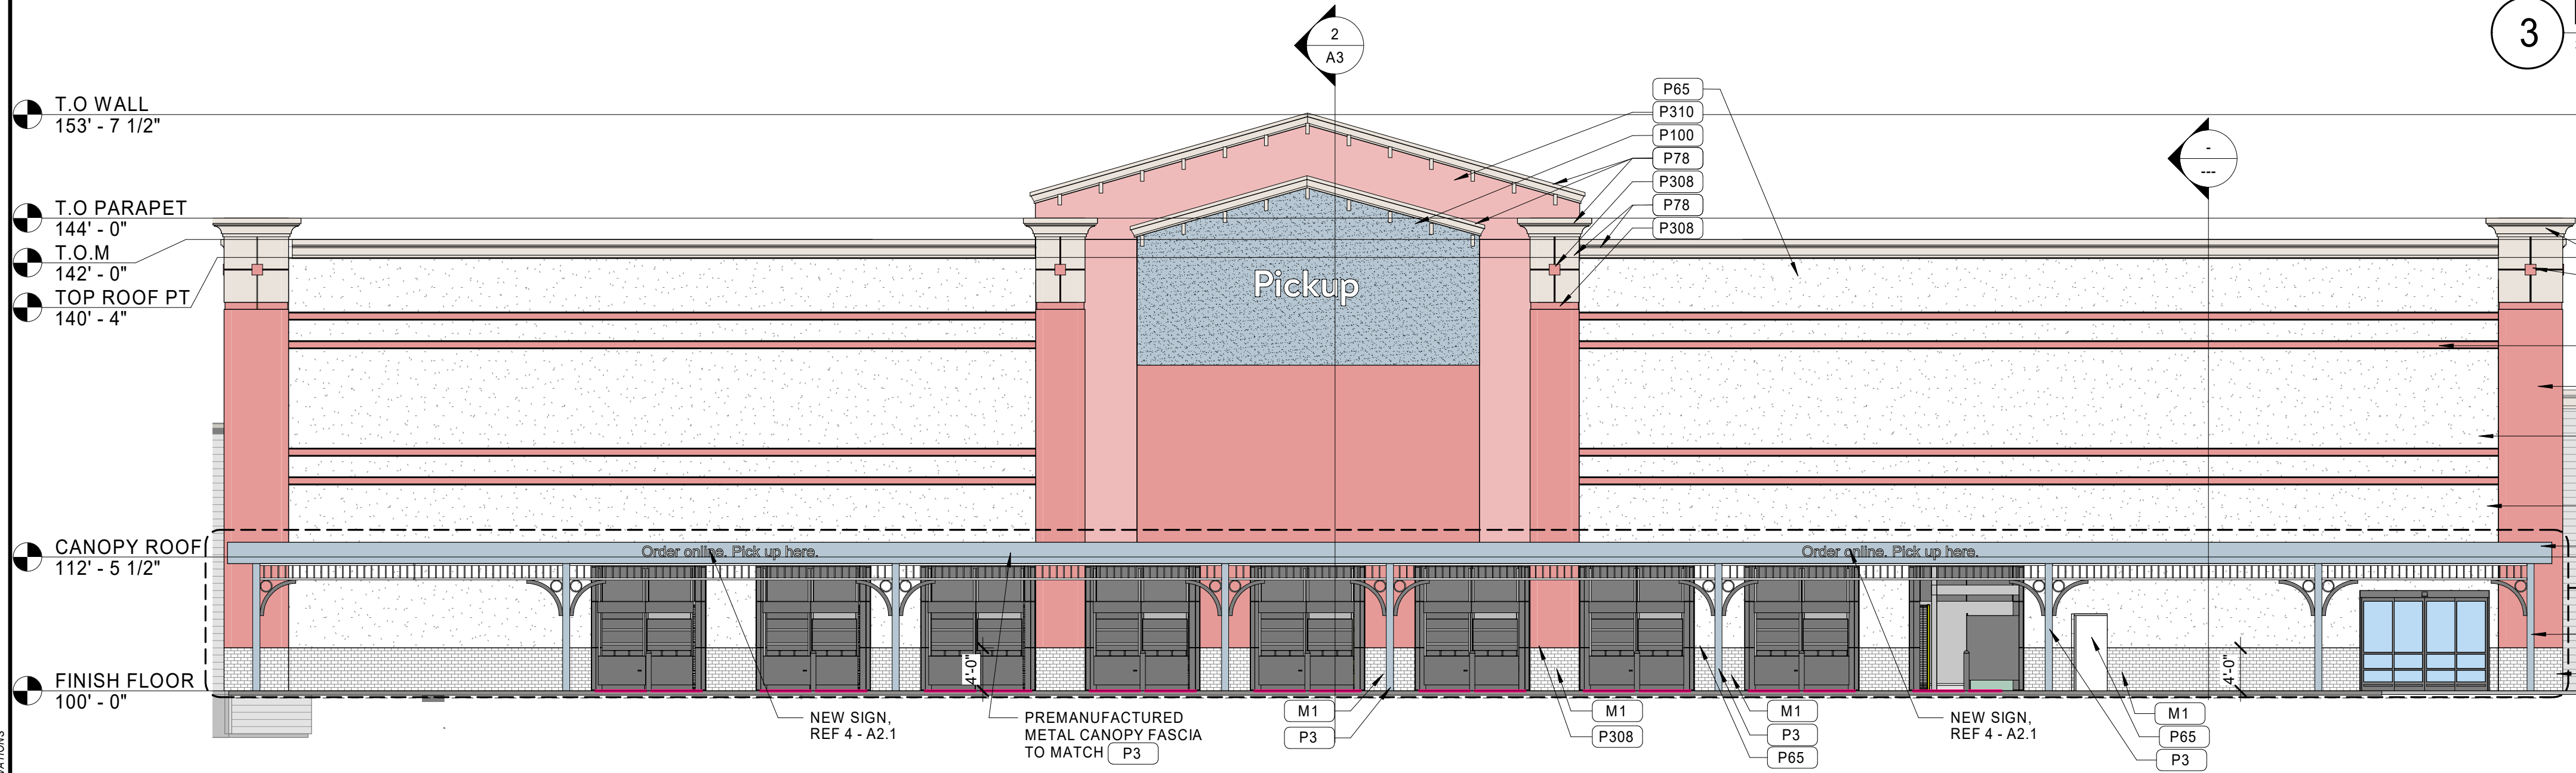 2
A3
3
T.O WALL
153' - 7 1/2"
T.O PARAPET
144' - 0"
T.O.M
142' - 0"
TOP ROOF PT
140' - 4"
CANOPY ROOF
112' - 5 1/2"
FINISH FLOOR
100' - 0"
P65
P310
P100
P78
P308
P78
P308
-
---
Pickup
Order online. Pick up here.
Order online. Pick up here.
4'-0"
4'-0"
NEW SIGN,
REF 4 - A2.1
PREMANUFACTURED
METAL CANOPY FASCIA
TO MATCH P3
M1
P3
M1
P308
M1
P3
P65
NEW SIGN,
REF 4 - A2.1
M1
P65
P3